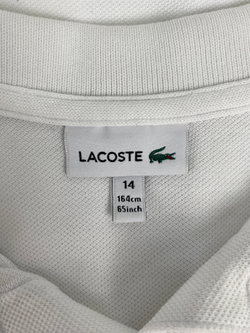 LACOSTE
14
164cm
65inch